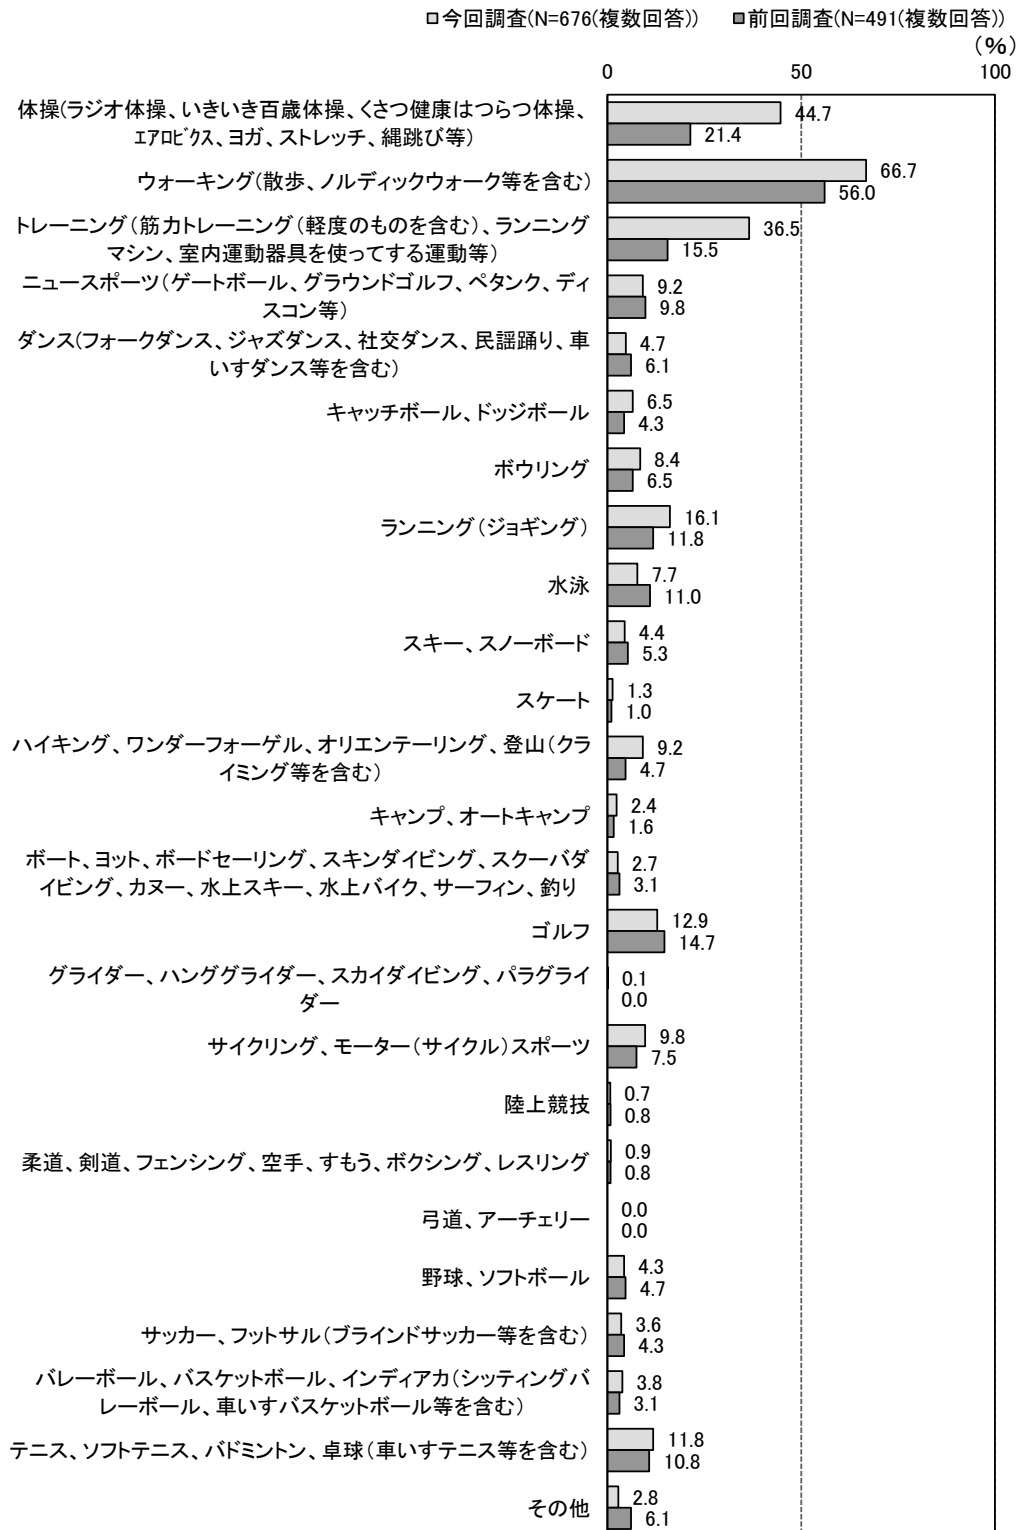 □今回調査(N=676(複数回答)) ■前回調査(N=491(複数回答))
(%)
0 50 100
体操(ラジオ体操、いきいき百歳体操、くさつ健康はつらつ体操、
エアロビクス、ヨガ、ストレッチ、縄跳び等)
44.7
21.4
ウォーキング(散歩、ノルディックウォーク等を含む)
66.7
56.0
トレーニング(筋力トレーニング(軽度のものを含む)、ランニング
マシン、室内運動器具を使ってする運動等)
36.5
15.5
ニュースポーツ(ゲートボール、グラウンドゴルフ、ペタンク、ディ
スコン等)
9.2
9.8
ダンス(フォークダンス、ジャズダンス、社交ダンス、民謡踊り、車
いすダンス等を含む)
4.7
6.1
キャッチボール、ドッジボール
6.5
4.3
ボウリング
8.4
6.5
ランニング(ジョギング)
16.1
11.8
水泳
7.7
11.0
スキー、スノーボード
4.4
5.3
スケート
1.3
1.0
ハイキング、ワンダーフォーゲル、オリエンテーリング、登山(クラ
イミング等を含む)
9.2
4.7
キャンプ、オートキャンプ
2.4
1.6
ボート、ヨット、ボードセーリング、スキンダイビング、スクーバダ
イビング、カヌー、水上スキー、水上バイク、サーフィン、釣り
2.7
3.1
ゴルフ
12.9
14.7
グライダー、ハンググライダー、スカイダイビング、パラグライ
ダー
0.1
0.0
サイクリング、モーター(サイクル)スポーツ
9.8
7.5
陸上競技
0.7
0.8
柔道、剣道、フェンシング、空手、すもう、ボクシング、レスリング
0.9
0.8
弓道、アーチェリー
0.0
0.0
野球、ソフトボール
4.3
4.7
サッカー、フットサル(ブラインドサッカー等を含む)
3.6
4.3
バレーボール、バスケットボール、インディアカ(シッティングバ
レーボール、車いすバスケットボール等を含む)
3.8
3.1
テニス、ソフトテニス、バドミントン、卓球(車いすテニス等を含む)
11.8
10.8
その他
2.8
6.1